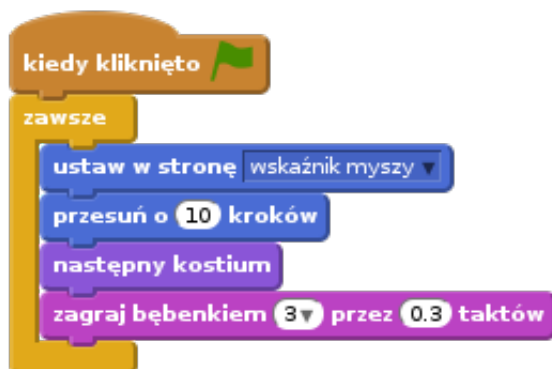 kiedy kliknięto
zawsze
ustaw w stronę wskaźnik myszy
przesuń o 10 kroków
następny kostium
zagraj bębenkiem 3 przez 0.3 taktów